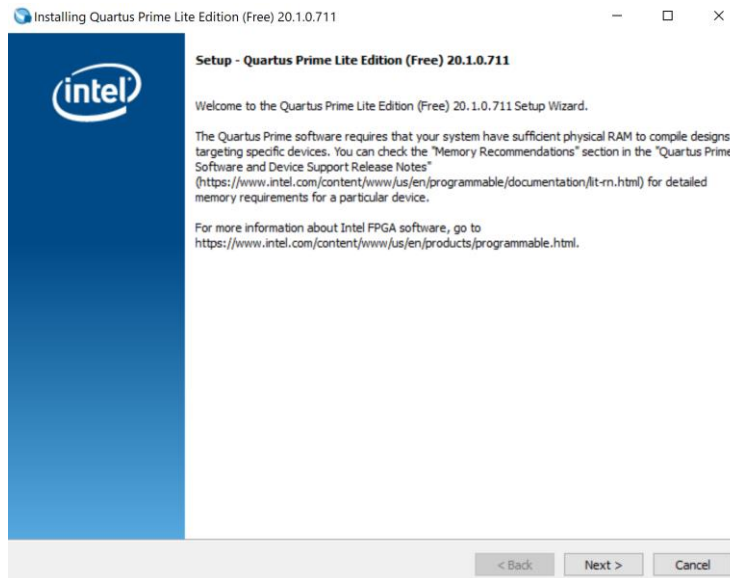 Installing Quartus Prime Lite Edition (Free) 20.1.0.711
intel
Setup - Quartus Prime Lite Edition (Free) 20.1.0.711
Welcome to the Quartus Prime Lite Edition (Free) 20.1.0.711 Setup Wizard.
The Quartus Prime software requires that your system have sufficient physical RAM to compile designs
targeting specific devices. You can check the "Memory Recommendations" section in the "Quartus Prime
Software and Device Support Release Notes"
(https://www.intel.com/content/www/us/en/programmable/documentation/lit-rn.html) for detailed
memory requirements for a particular device.
For more information about Intel FPGA software, go to
https://www.intel.com/content/www/us/en/products/programmable.html.
< Back Next > Cancel